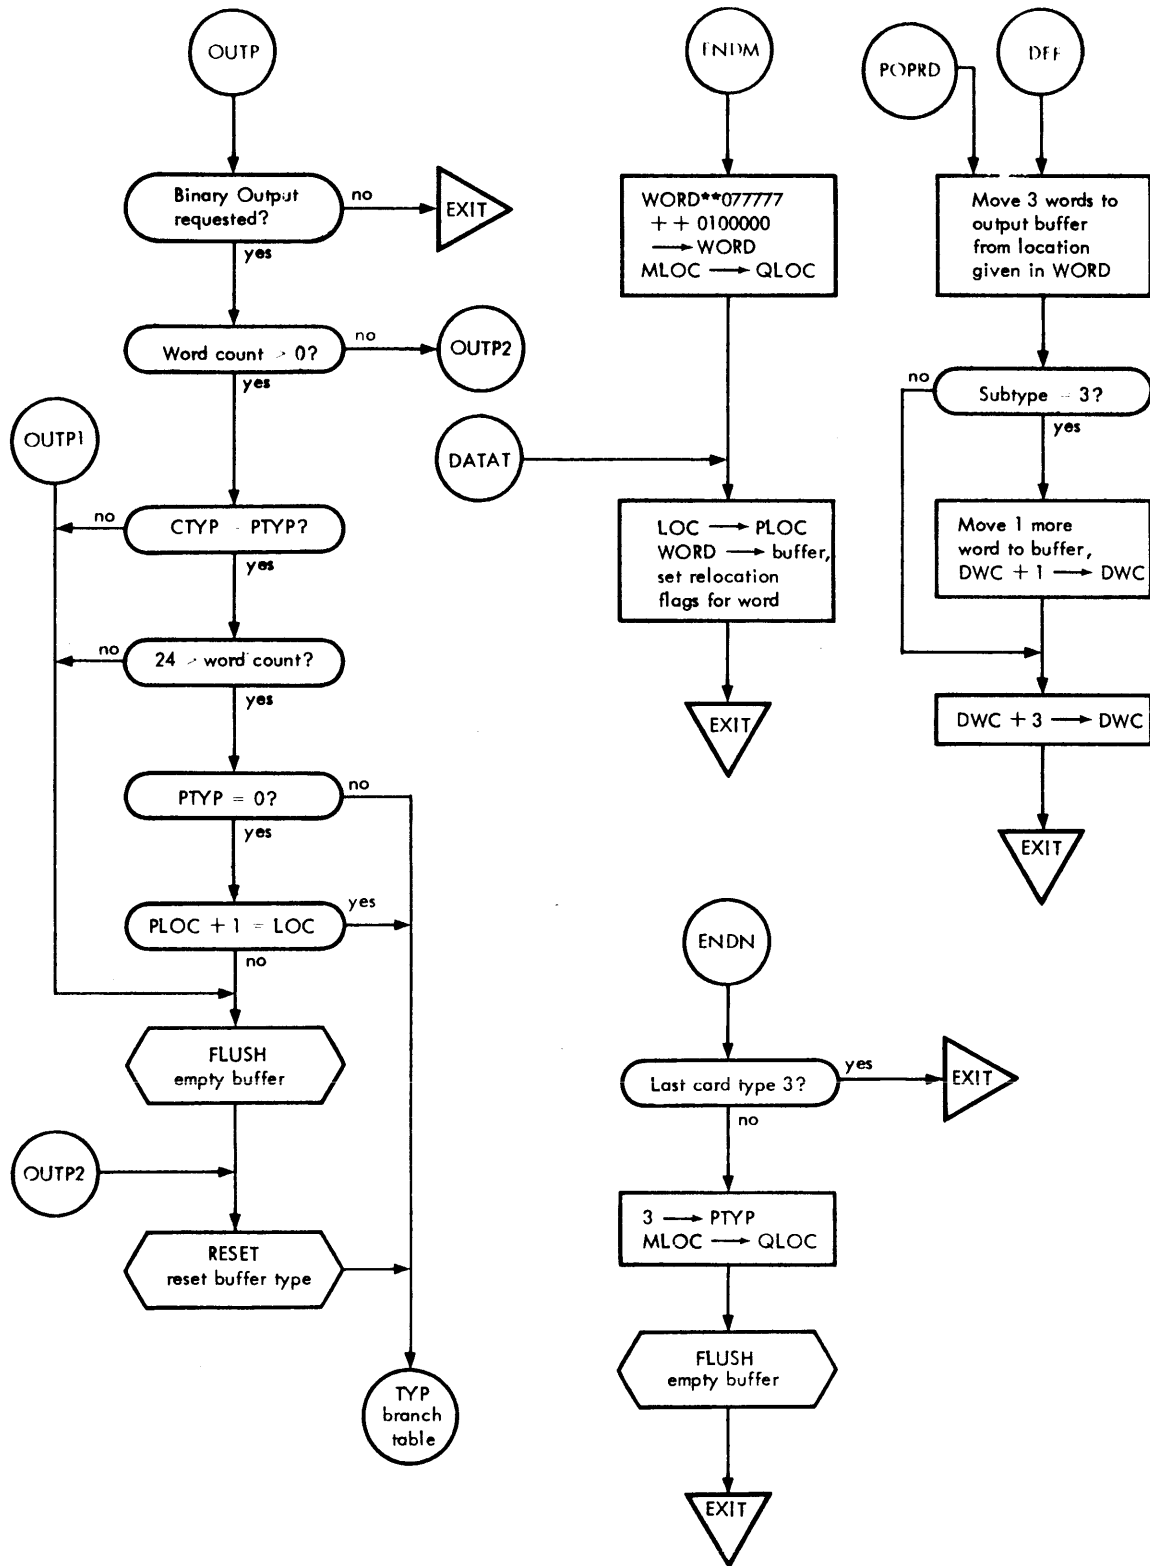 OUTP
Binary Output
requested?
no
EXIT
yes
Word count > 0?
no
OUTP2
yes
OUTP1
CTYP = PTYP?
no
yes
24 > word count?
no
yes
PTYP = 0?
no
yes
PLOC + 1 = LOC
yes
no
FLUSH
empty buffer
OUTP2
RESET
reset buffer type
TYP
branch
table
ENDM
WORD**077777
+ + 0100000
→ WORD
MLOC → QLOC
DATAT
LOC → PLOC
WORD → buffer,
set relocation
flags for word
EXIT
POPRD
DEF
Move 3 words to
output buffer
from location
given in WORD
no
Subtype = 3?
yes
Move 1 more
word to buffer,
DWC + 1 → DWC
DWC + 3 → DWC
EXIT
ENDN
Last card type 3?
yes
EXIT
no
3 → PTYP
MLOC → QLOC
FLUSH
empty buffer
EXIT